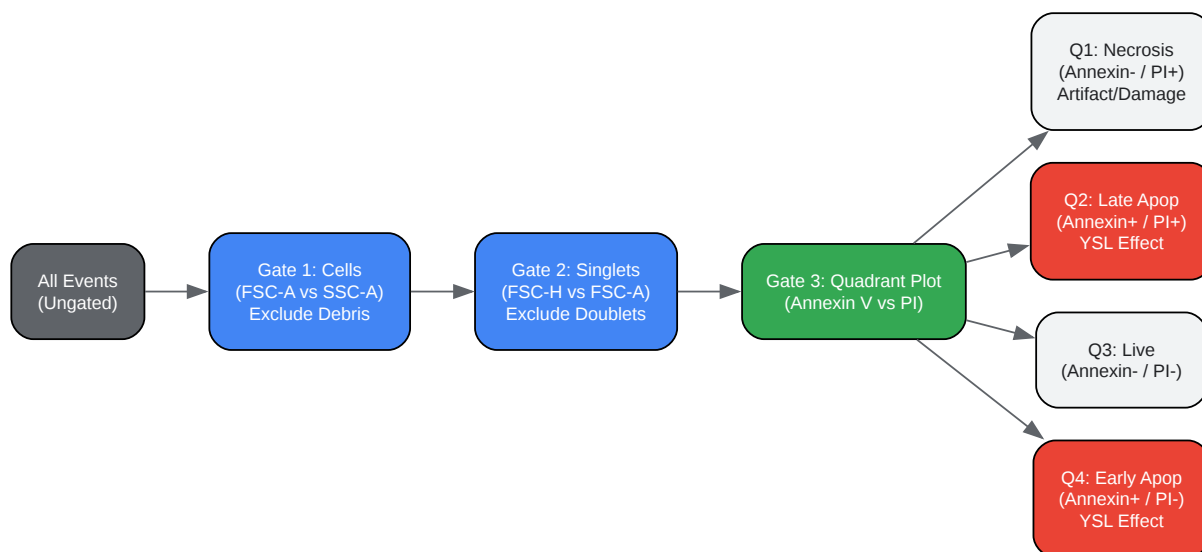 All Events
(Ungated)
Gate 1: Cells
(FSC-A vs SSC-A)
Exclude Debris
Gate 2: Singlets
(FSC-H vs FSC-A)
Exclude Doublets
Gate 3: Quadrant Plot
(Annexin V vs PI)
Q1: Necrosis
(Annexin- / PI+)
Artifact/Damage
Q2: Late Apop
(Annexin+ / PI+)
YSL Effect
Q3: Live
(Annexin- / PI-)
Q4: Early Apop
(Annexin+ / PI-)
YSL Effect